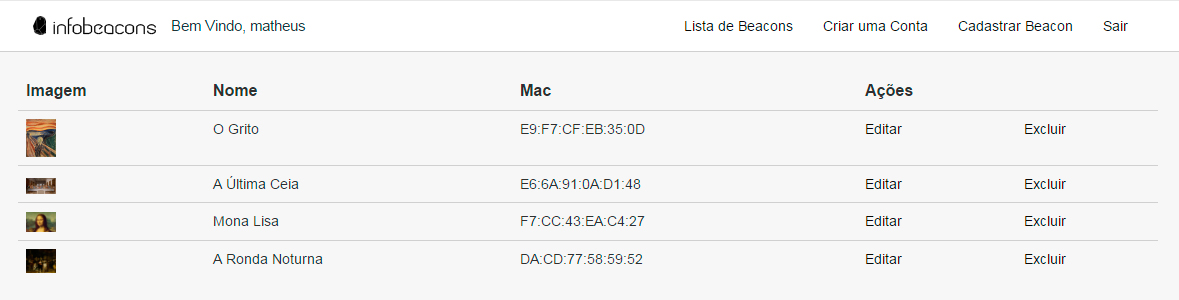 infobeacons Bem Vindo, matheus Lista de Beacons Criar uma Conta Cadastrar Beacon Sair
Imagem Nome Mac Ações
O Grito E9:F7:CF:EB:35:0D Editar Excluir
A Última Ceia E6:6A:91:0A:D1:48 Editar Excluir
Mona Lisa F7:CC:43:EA:C4:27 Editar Excluir
A Ronda Noturna DA:CD:77:58:59:52 Editar Excluir